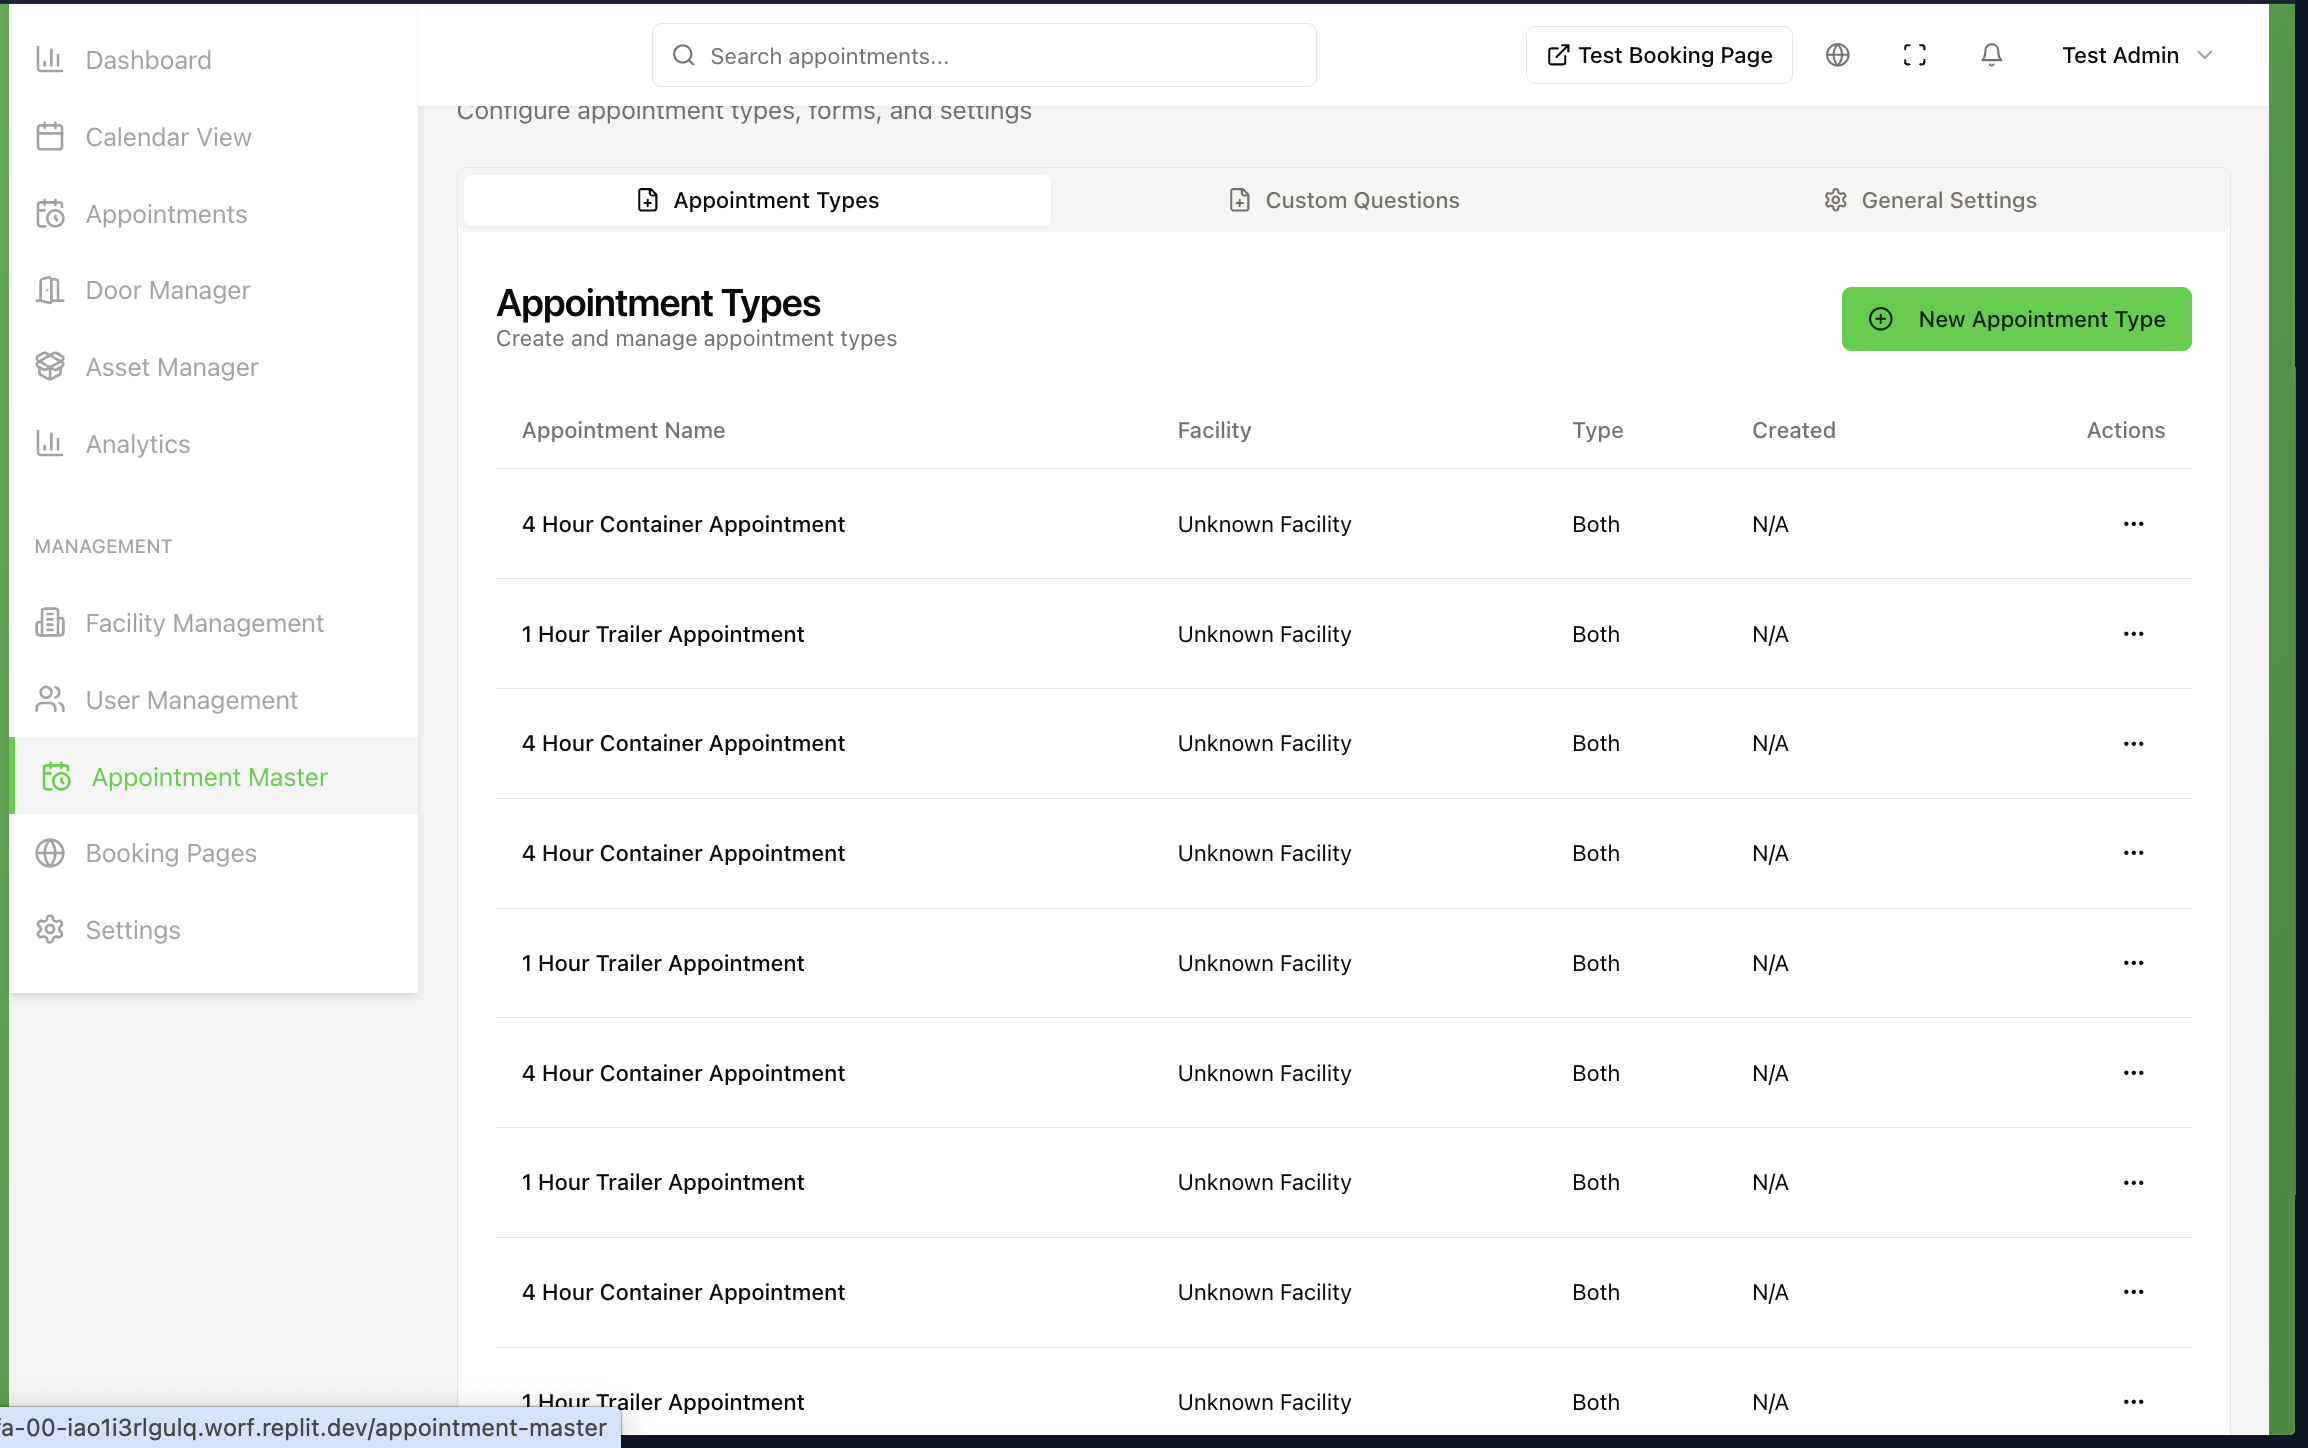 Dashboard
Calendar View
Appointments
Door Manager
Asset Manager
Analytics
MANAGEMENT
Facility Management
User Management
Appointment Master
Booking Pages
Settings
Search appointments...
Test Booking Page
Test Admin
Configure appointment types, forms, and settings
Appointment Types
Custom Questions
General Settings
Appointment Types
Create and manage appointment types
New Appointment Type
Appointment Name Facility Type Created Actions
4 Hour Container Appointment Unknown Facility Both N/A ...
1 Hour Trailer Appointment Unknown Facility Both N/A ...
4 Hour Container Appointment Unknown Facility Both N/A ...
4 Hour Container Appointment Unknown Facility Both N/A ...
1 Hour Trailer Appointment Unknown Facility Both N/A ...
4 Hour Container Appointment Unknown Facility Both N/A ...
1 Hour Trailer Appointment Unknown Facility Both N/A ...
4 Hour Container Appointment Unknown Facility Both N/A ...
1 Hour Trailer Appointment Unknown Facility Both N/A ...
fa-00-iao1i3rlgulq.worf.replit.dev/appointment-master